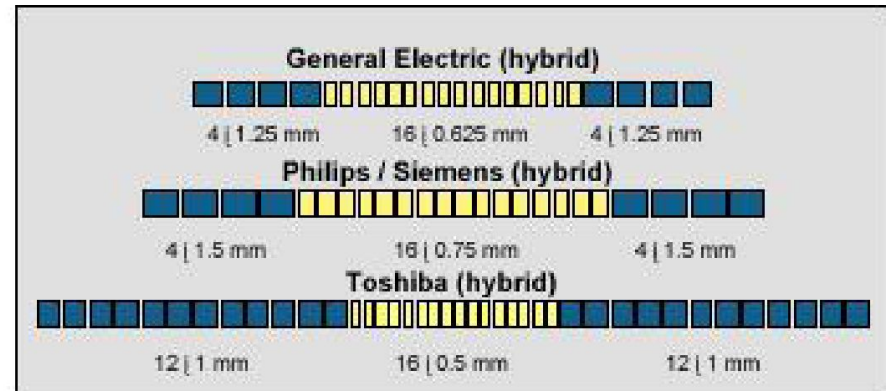 General Electric (hybrid)
4 ⌡ 1.25 mm 16 ⌡ 0.625 mm 4 ⌡ 1.25 mm
Philips / Siemens (hybrid)
4 ⌡ 1.5 mm 16 ⌡ 0.75 mm 4 ⌡ 1.5 mm
Toshiba (hybrid)
12 ⌡ 1 mm 16 ⌡ 0.5 mm 12 ⌡ 1 mm